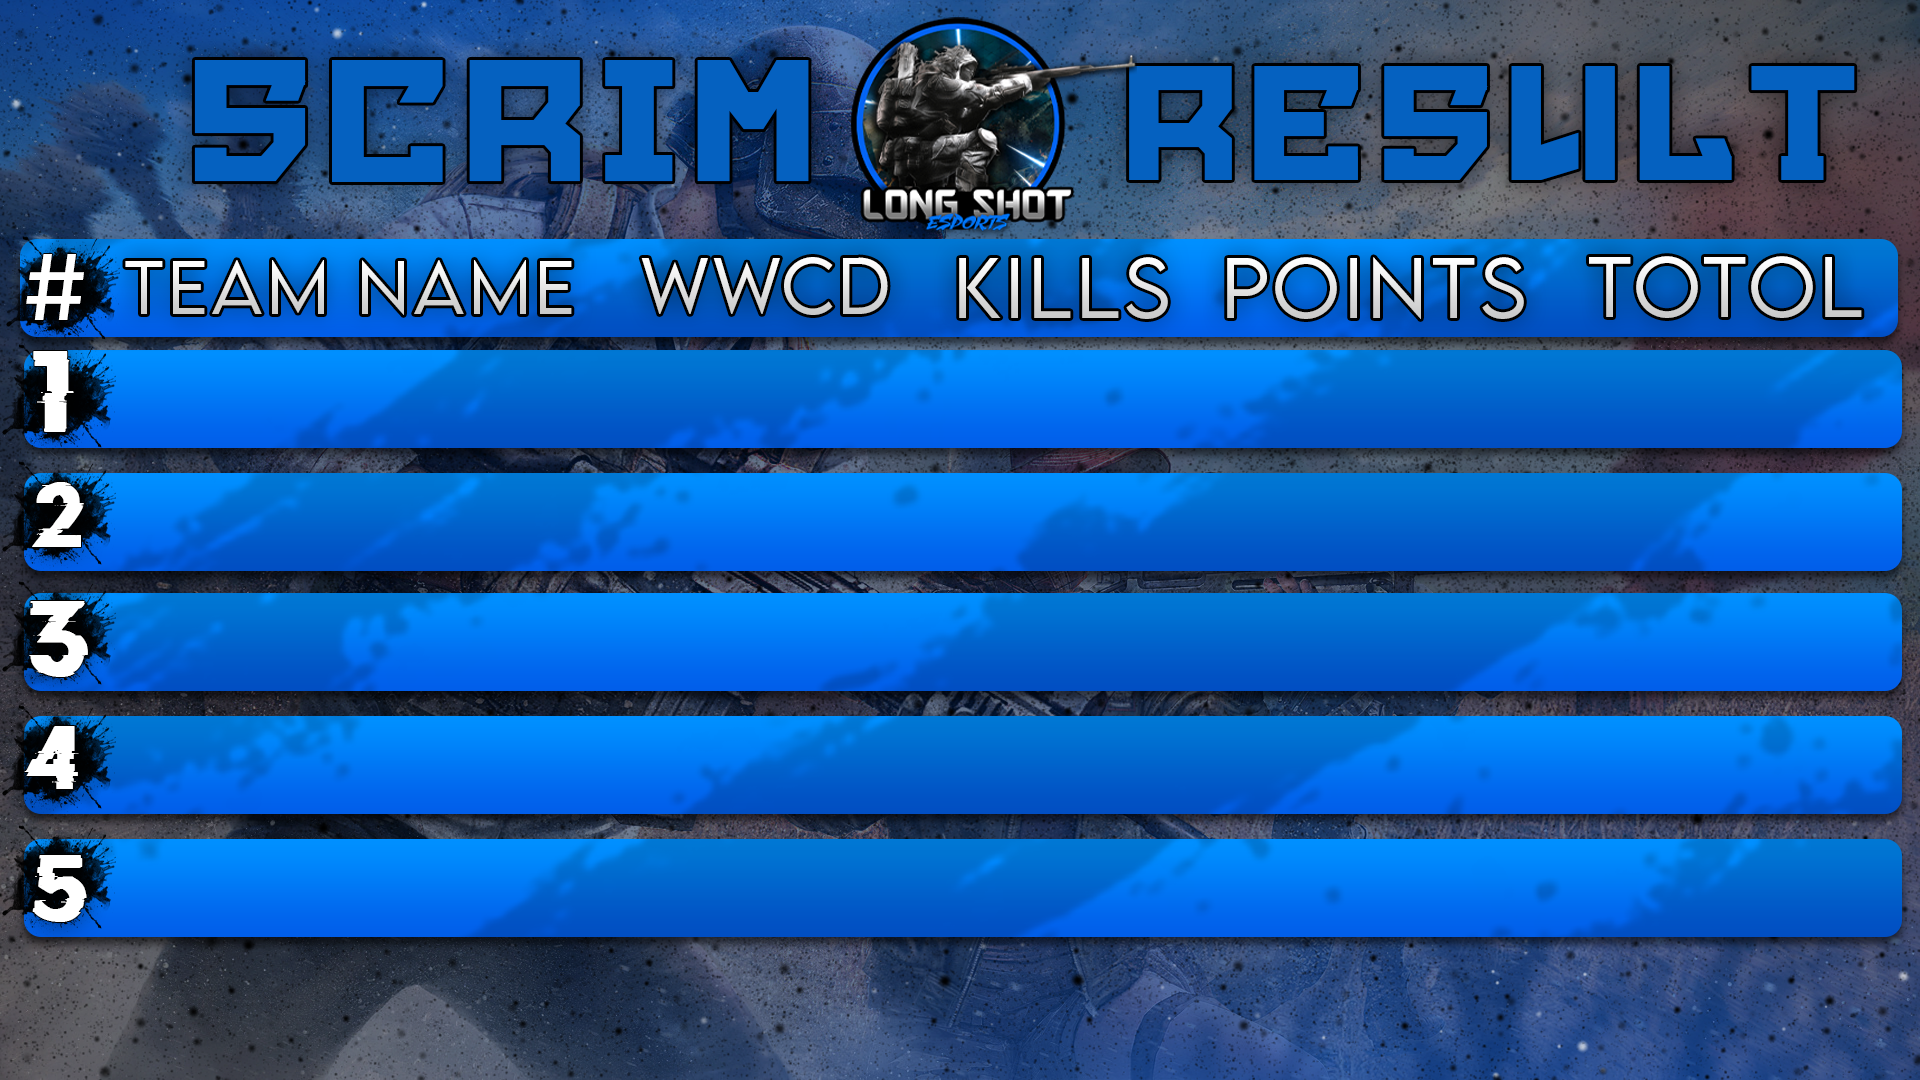 SCRIM RESULT
LONG SHOT
ESPORTS
# TEAM NAME WWCD KILLS POINTS TOTOL
1
2
3
4
5